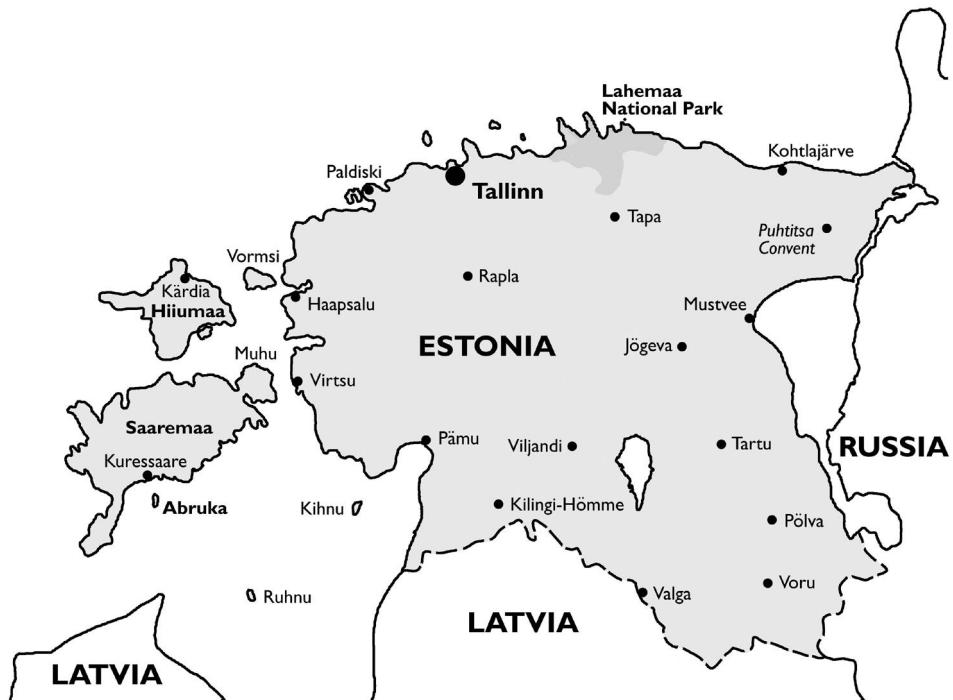 Lahemaa
National Park
Kohtlajärve
Paldiski
Tallinn
Tapa
Puhtitsa
Convent
Vormsi
Rapla
Kärdia
Hiiumaa
Haapsalu
Mustvee
ESTONIA
Jögeva
Muhu
Virtsu
Saaremaa
Pämu
Viljandi
Tartu
RUSSIA
Kuressaare
Abruka
Kihnu
Kilingi-Hömme
Pölva
Ruhnu
Valga
Voru
LATVIA
LATVIA